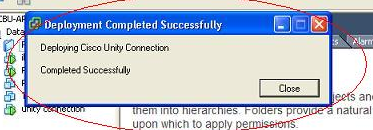 CBU-A
Deployment Completed Successfully
Data
Deploying Cisco Unity Connection
Alarm
Completed Successfully
Close
jects and
them into hierarchies. Folders provide a natural
unity connection
upon which to apply permissions.